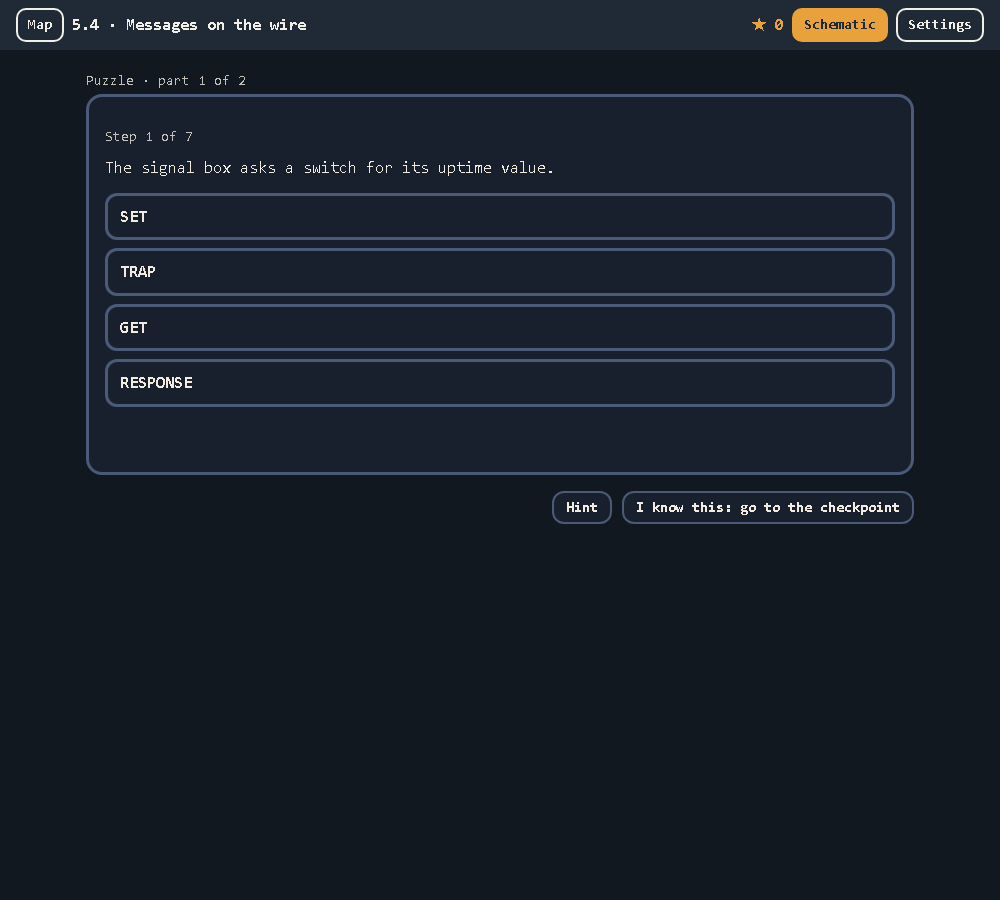 Map 5.4 · Messages on the wire ★ 0 Schematic Settings
Puzzle · part 1 of 2
Step 1 of 7
The signal box asks a switch for its uptime value.
SET
TRAP
GET
RESPONSE
Hint I know this: go to the checkpoint